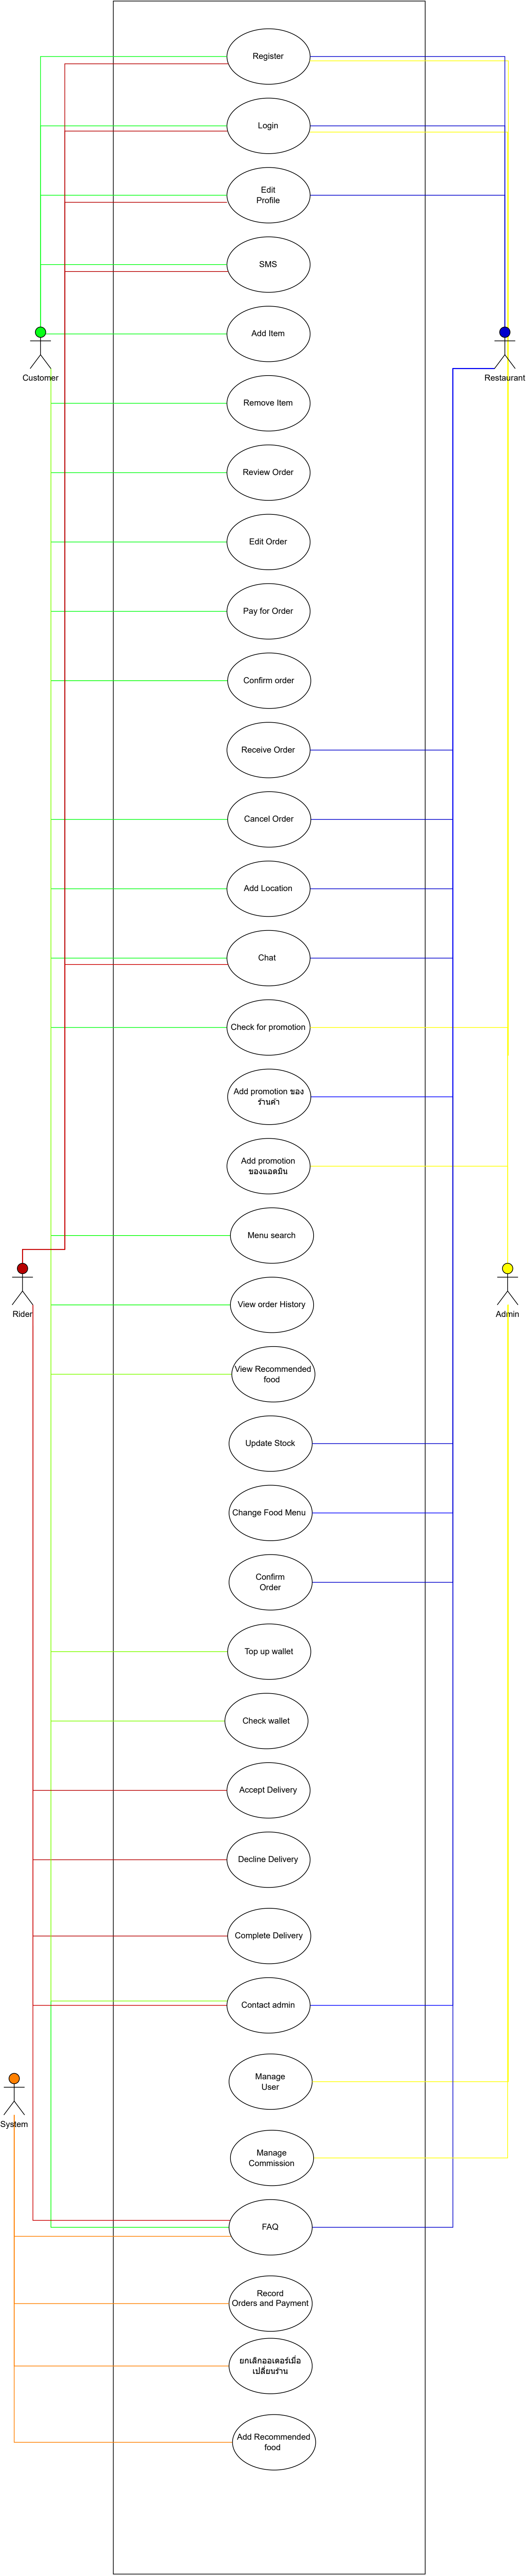 Register
Login
Edit
Profile
SMS
Add Item
Customer
Restaurant
Remove Item
Review Order
Edit Order
Pay for Order
Confirm order
Receive Order
Cancel Order
Add Location
Chat
Check for promotion
Add promotion ของ
ร้านค้า
Add promotion
ของแอดมิน
Menu search
View order History
Rider
Admin
View Recommended
food
Update Stock
Change Food Menu
Confirm
Order
Top up wallet
Check wallet
Accept Delivery
Decline Delivery
Complete Delivery
Contact admin
Manage
User
System
Manage
Commission
FAQ
Record
Orders and Payment
ยกเลิกออเดอร์เมื่อ
เปลี่ยนร้าน
Add Recommended
food